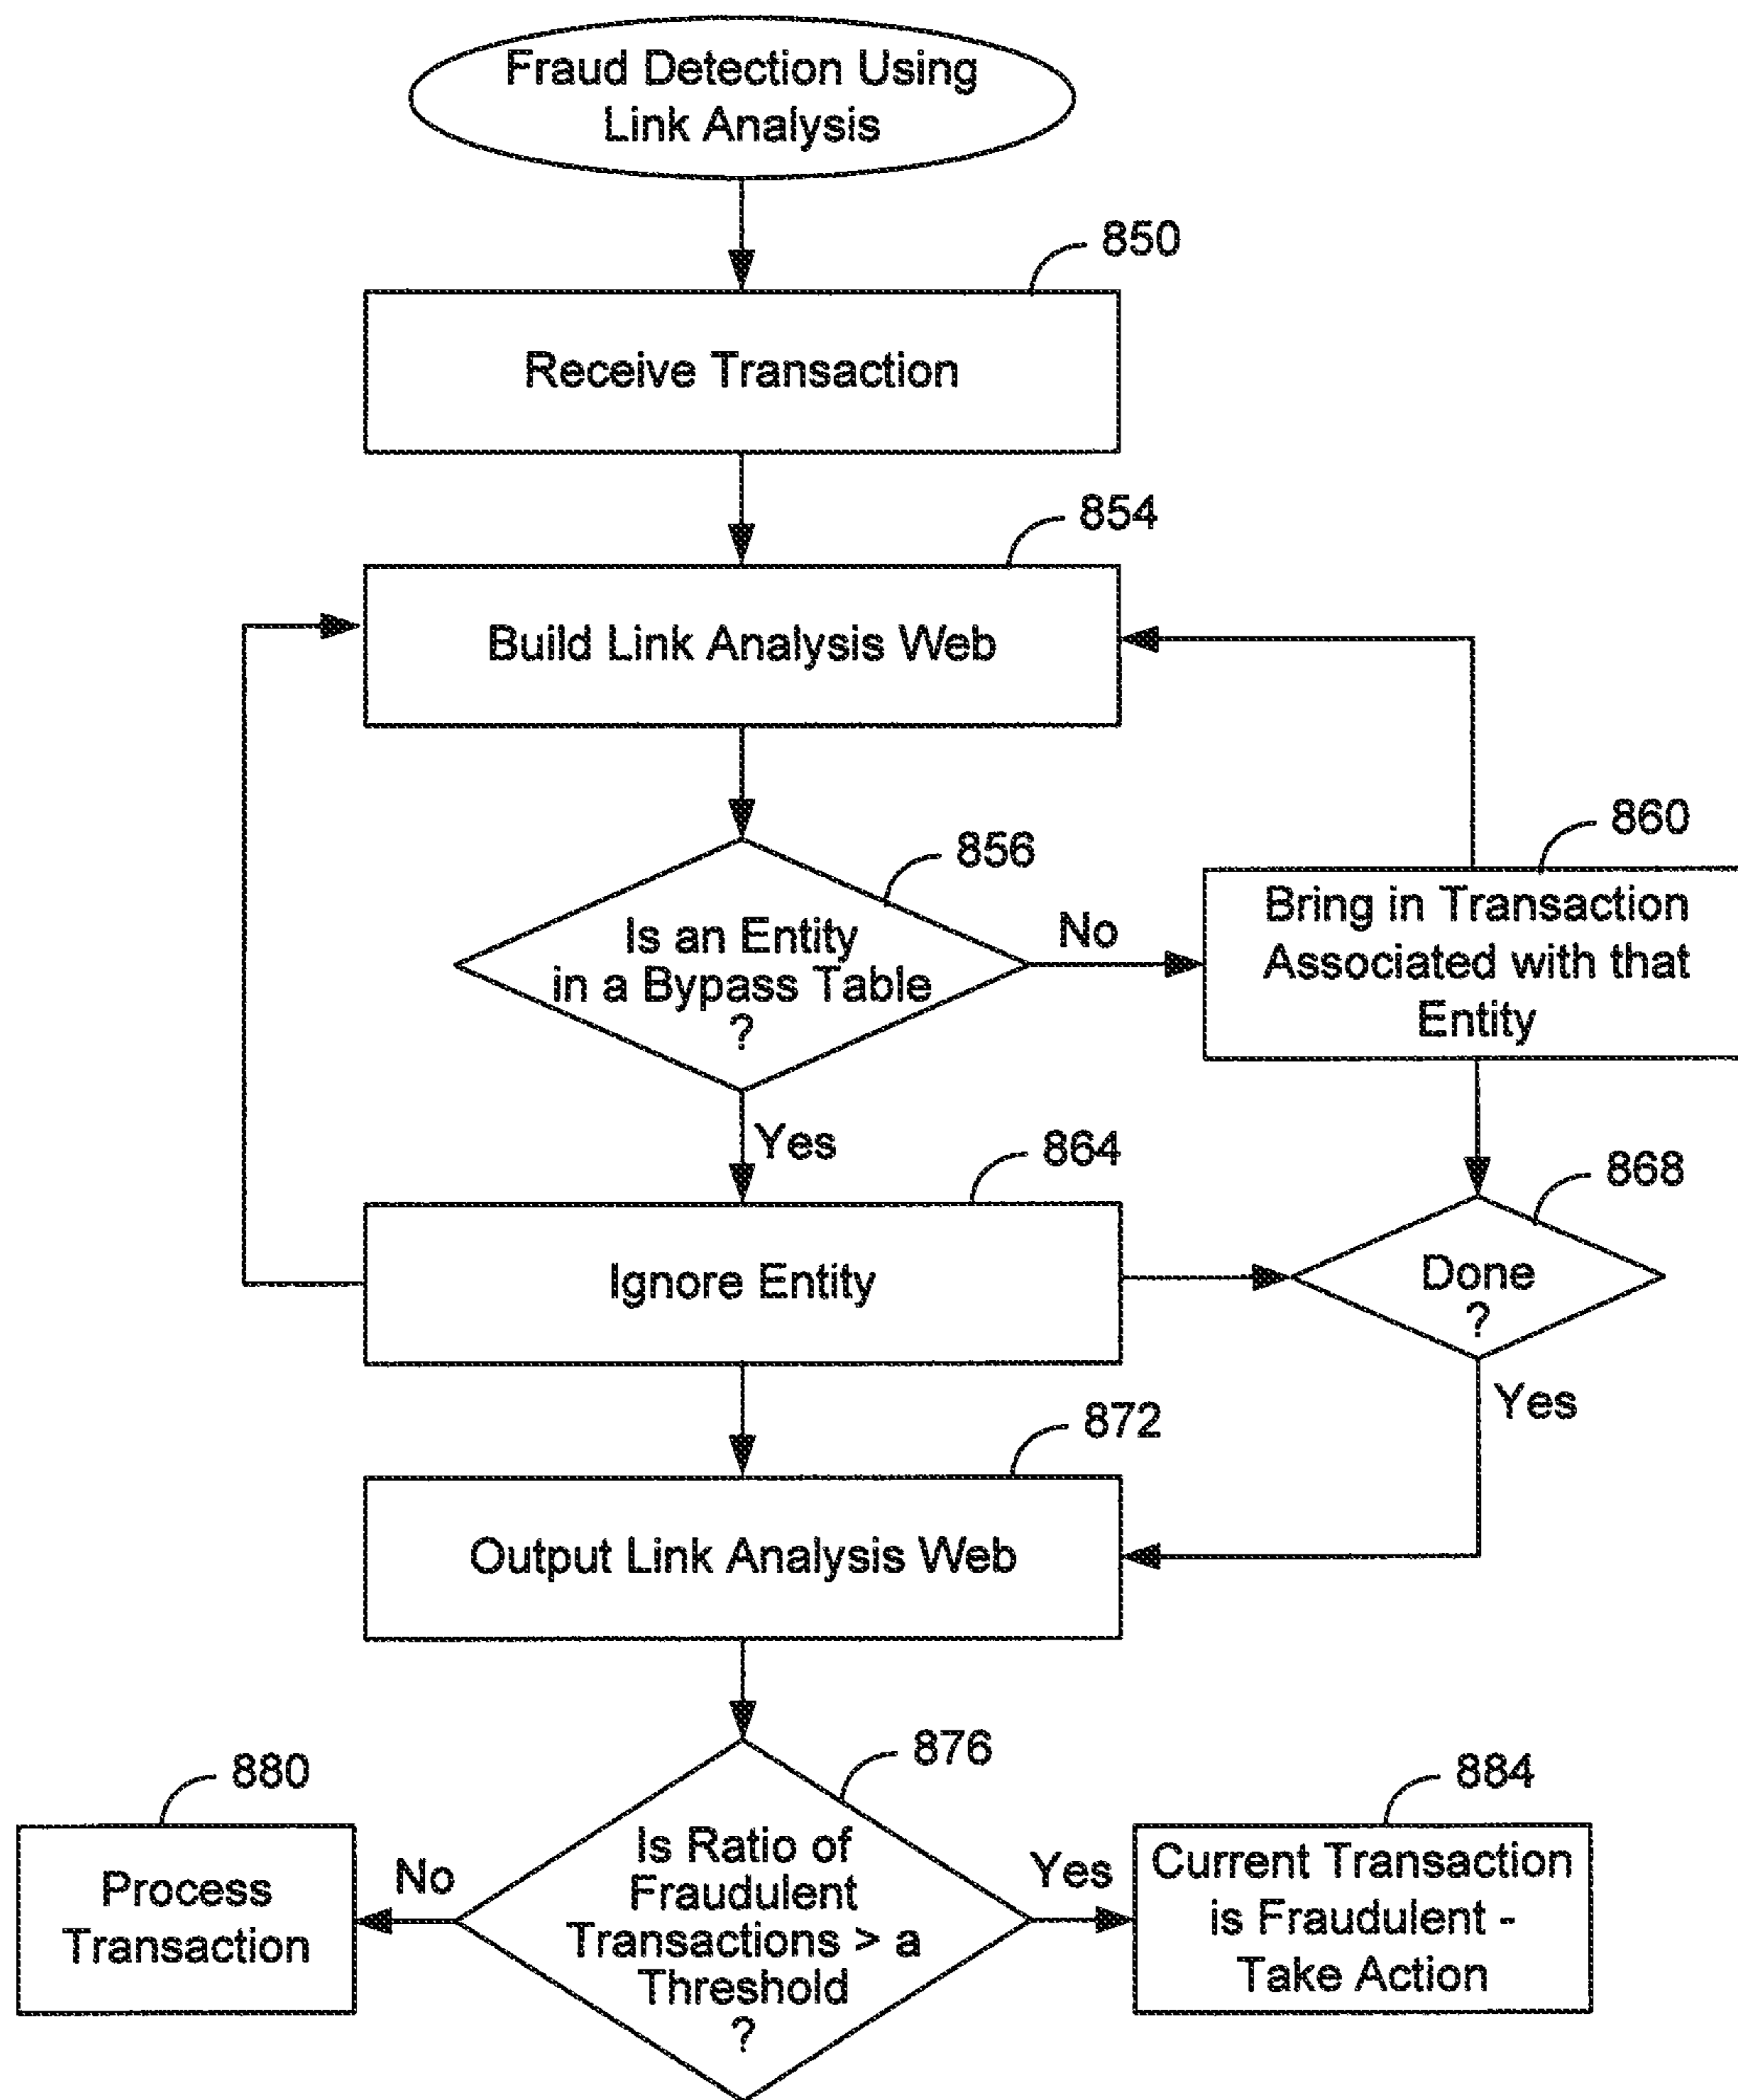 Fraud Detection Using
Link Analysis
850
Receive Transaction
854
Build Link Analysis Web
856
Is an Entity
in a Bypass Table
?
No
860
Bring in Transaction
Associated with that
Entity
Yes
864
Ignore Entity
868
Done
?
Yes
872
Output Link Analysis Web
876
Is Ratio of
Fraudulent
Transactions > a
Threshold
?
No
880
Process
Transaction
Yes
884
Current Transaction
is Fraudulent -
Take Action